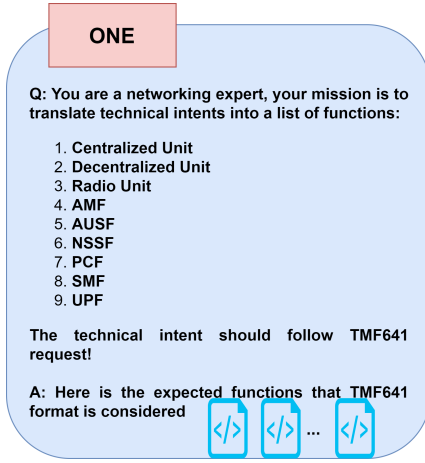 ONE
Q: You are a networking expert, your mission is to
translate technical intents into a list of functions:
1. Centralized Unit
2. Decentralized Unit
3. Radio Unit
4. AMF
5. AUSF
6. NSSF
7. PCF
8. SMF
9. UPF
The technical intent should follow TMF641
request!
A: Here is the expected functions that TMF641
format is considered
</> </> ... </>